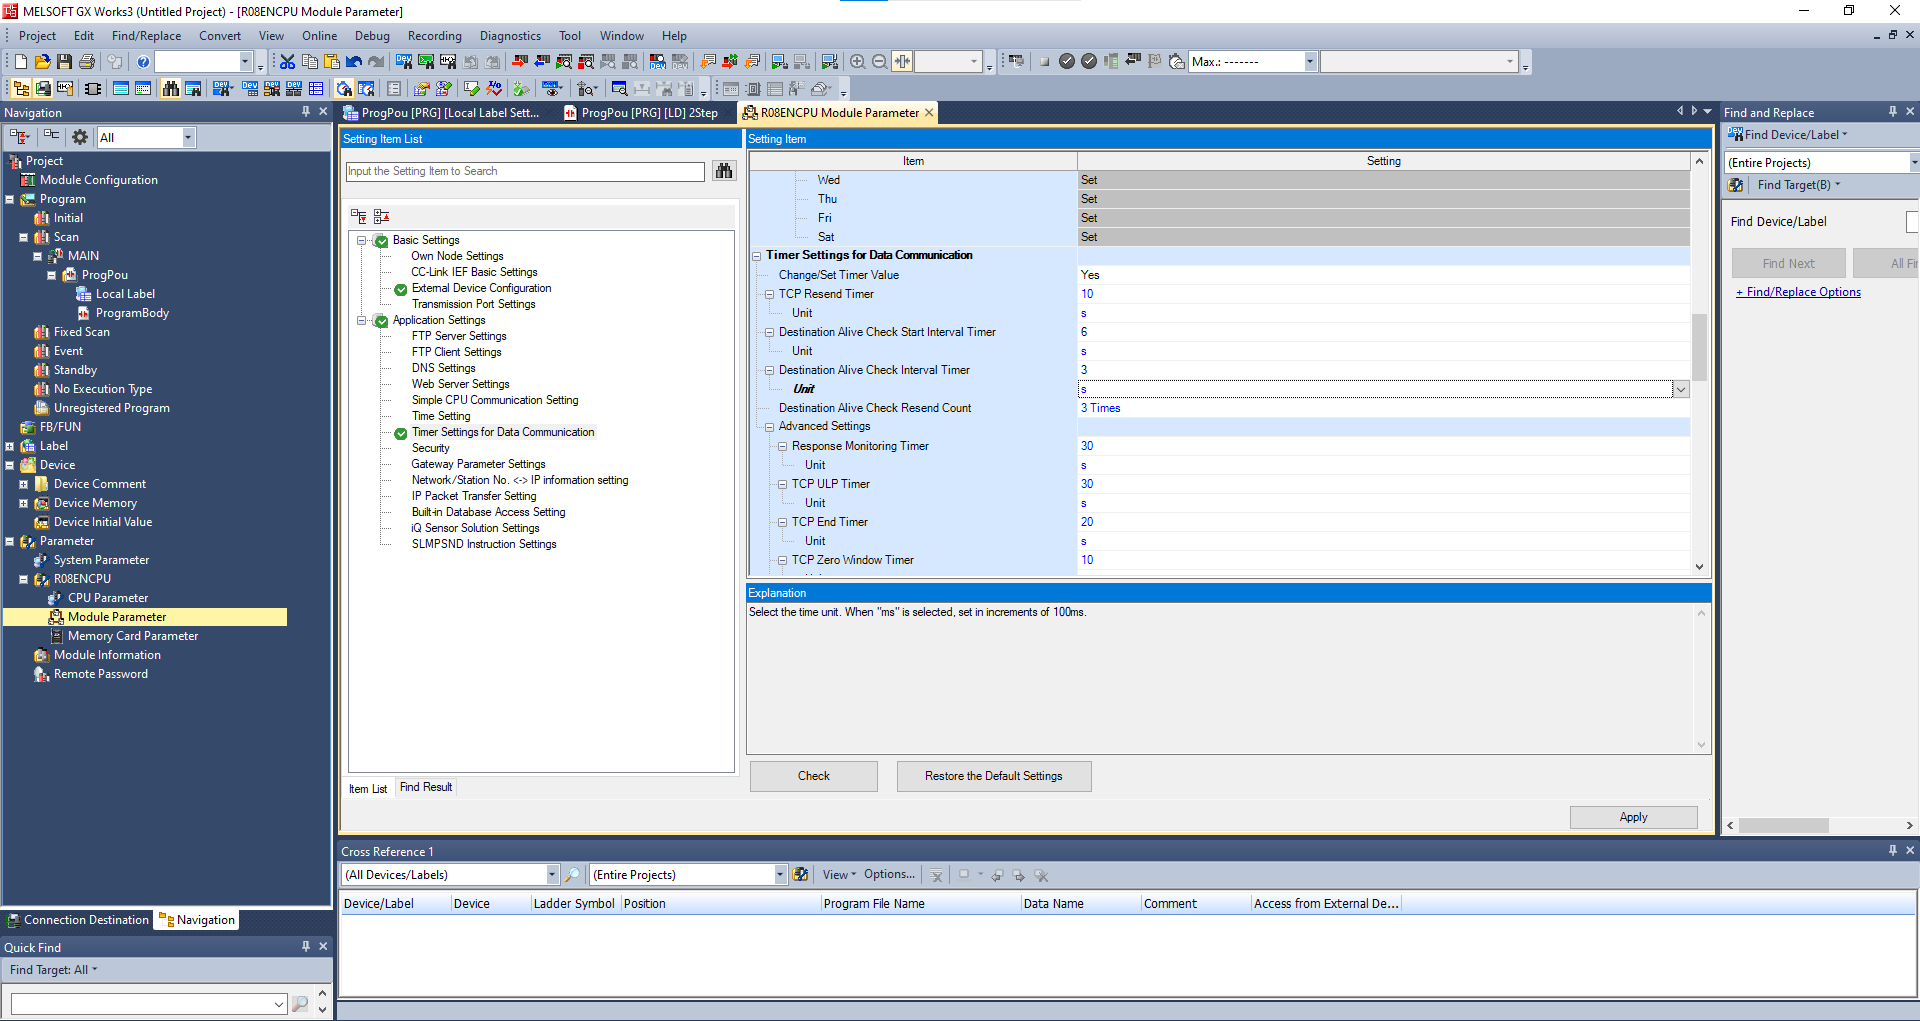 MELSOFT GX Works3 (Untitled Project) - [R08ENCPU Module Parameter]
Project Edit Find/Replace Convert View Online Debug Recording Diagnostics Tool Window Help
Max.: -------
Navigation
All
Project
Module Configuration
Program
Initial
Scan
MAIN
ProgPou
Local Label
ProgramBody
Fixed Scan
Event
Standby
No Execution Type
Unregistered Program
FB/FUN
Label
Device
Device Comment
Device Memory
Device Initial Value
Parameter
System Parameter
R08ENCPU
CPU Parameter
Module Parameter
Memory Card Parameter
Module Information
Remote Password
Connection Destination Navigation
Quick Find
Find Target: All
ProgPou [PRG] [Local Label Sett... ProgPou [PRG] [LD] 2Step R08ENCPU Module Parameter
Setting Item List
Input the Setting Item to Search
Basic Settings
Own Node Settings
CC-Link IEF Basic Settings
External Device Configuration
Transmission Port Settings
Application Settings
FTP Server Settings
FTP Client Settings
DNS Settings
Web Server Settings
Simple CPU Communication Setting
Time Setting
Timer Settings for Data Communication
Security
Gateway Parameter Settings
Network/Station No. <-> IP information setting
IP Packet Transfer Setting
Built-in Database Access Setting
iQ Sensor Solution Settings
SLMPSND Instruction Settings
Item List Find Result
Setting Item
Item Setting
Wed Set
Thu Set
Fri Set
Sat Set
Timer Settings for Data Communication
Change/Set Timer Value Yes
TCP Resend Timer 10
Unit s
Destination Alive Check Start Interval Timer 6
Unit s
Destination Alive Check Interval Timer 3
Unit s
Destination Alive Check Resend Count 3 Times
Advanced Settings
Response Monitoring Timer 30
Unit s
TCP ULP Timer 30
Unit s
TCP End Timer 20
Unit s
TCP Zero Window Timer 10
Explanation
Select the time unit. When "ms" is selected, set in increments of 100ms.
Check Restore the Default Settings
Apply
Find and Replace
Find Device/Label
(Entire Projects)
Find Target(B)
Find Device/Label
Find Next All Fi
+ Find/Replace Options
Cross Reference 1
(All Devices/Labels) (Entire Projects) View Options...
Device/Label Device Ladder Symbol Position Program File Name Data Name Comment Access from External De...